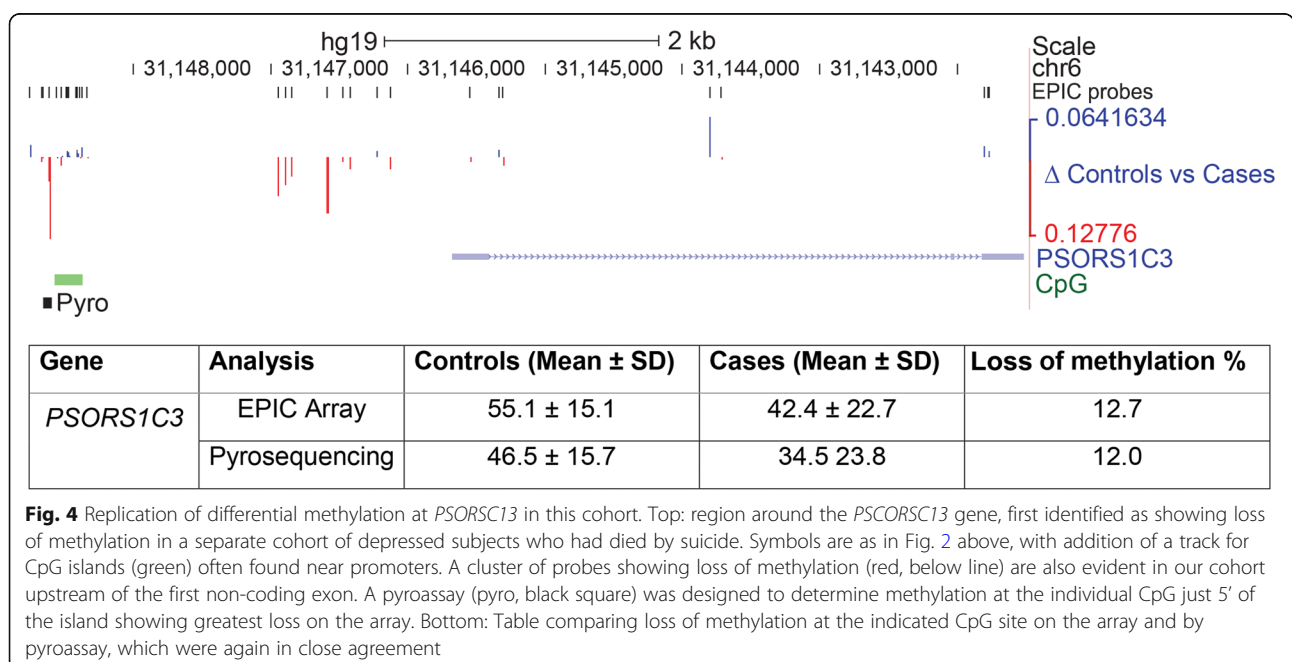 hg19 2 kb Scale
31,148,000 31,147,000 31,146,000 31,145,000 31,144,000 31,143,000 chr6
EPIC probes
0.0641634
Δ Controls vs Cases
0.12776
PSORS1C3
CpG
Pyro
Gene Analysis Controls (Mean ± SD) Cases (Mean ± SD) Loss of methylation %
PSORS1C3 EPIC Array 55.1 ± 15.1 42.4 ± 22.7 12.7
Pyrosequencing 46.5 ± 15.7 34.5 23.8 12.0
Fig. 4 Replication of differential methylation at PSORSC13 in this cohort. Top: region around the PSCORSC13 gene, first identified as showing loss
of methylation in a separate cohort of depressed subjects who had died by suicide. Symbols are as in Fig. 2 above, with addition of a track for
CpG islands (green) often found near promoters. A cluster of probes showing loss of methylation (red, below line) are also evident in our cohort
upstream of the first non-coding exon. A pyroassay (pyro, black square) was designed to determine methylation at the individual CpG just 5' of
the island showing greatest loss on the array. Bottom: Table comparing loss of methylation at the indicated CpG site on the array and by
pyroassay, which were again in close agreement